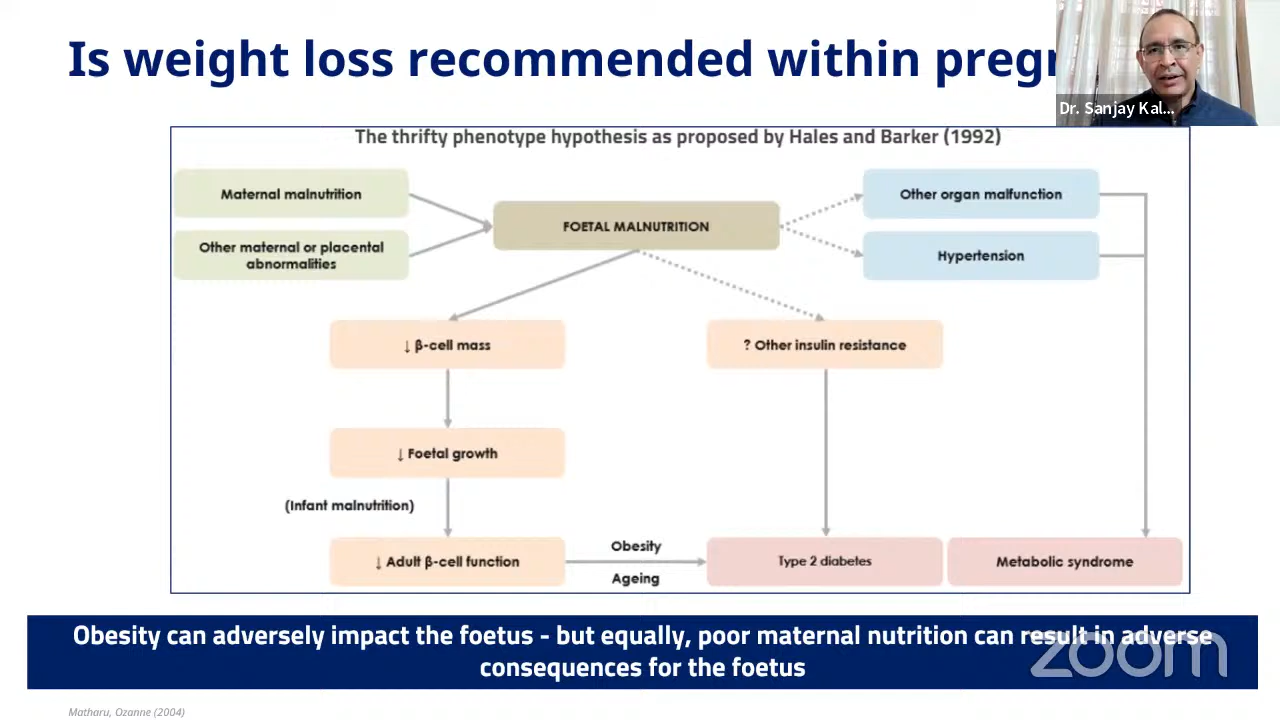 Is weight loss recommended within pregn
Dr. Sanjay Kal...
The thrifty phenotype hypothesis as proposed by Hales and Barker (1992)
Maternal malnutrition
Other maternal or placental
abnormalities
FOETAL MALNUTRITION
Other organ malfunction
Hypertension
↓ β-cell mass
? Other insulin resistance
↓ Foetal growth
(Infant malnutrition)
↓ Adult β-cell function
Obesity
Ageing
Type 2 diabetes
Metabolic syndrome
Obesity can adversely impact the foetus - but equally, poor maternal nutrition can result in adverse
consequences for the foetus
zoom
Matharu, Ozanne (2004)